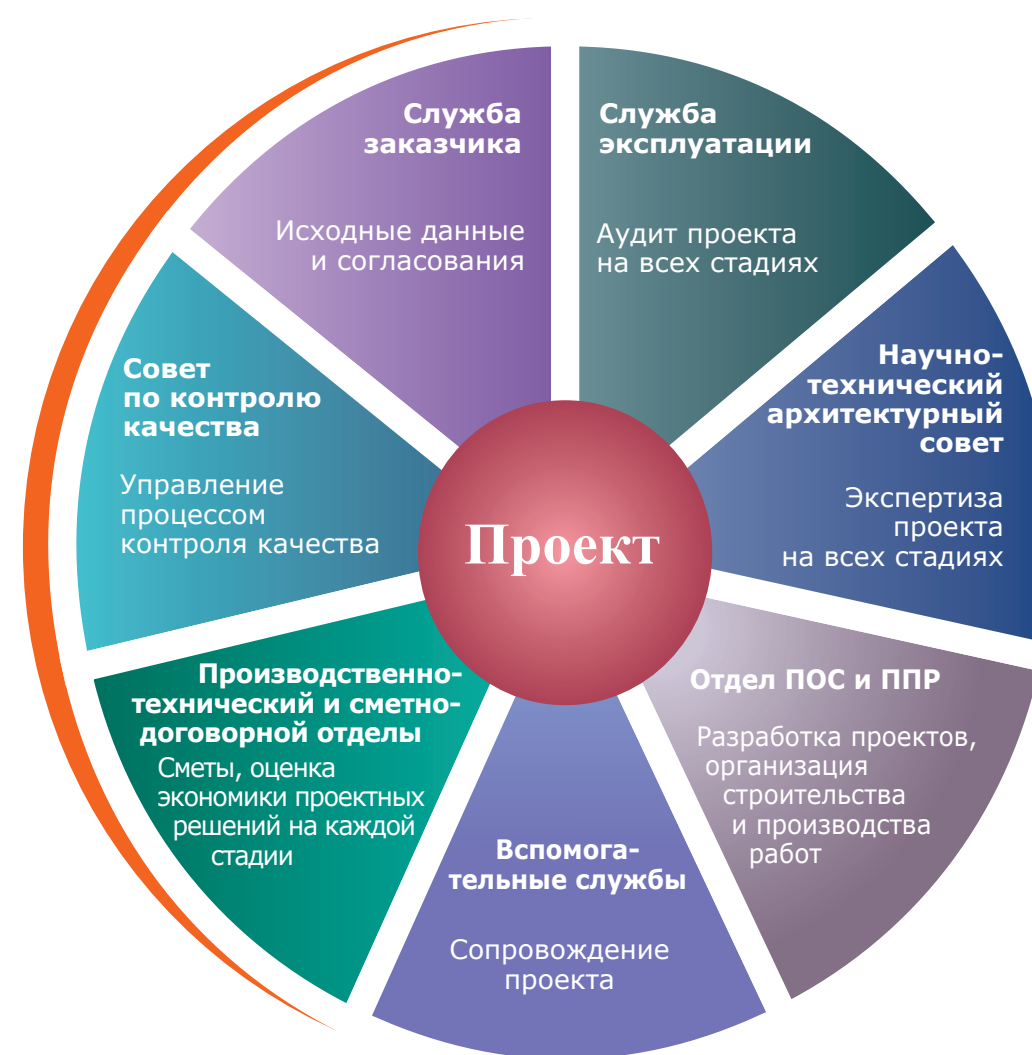 Служба
заказчика
Исходные данные
и согласования
Служба
эксплуатации
Аудит проекта
на всех стадиях
Научно-
технический
архитектурный
совет
Экспертиза
проекта
на всех стадиях
Отдел ПОС и ППР
Разработка проектов,
организация
строительства
и производства
работ
Вспомога-
тельные службы
Сопровождение
проекта
Производственно-
технический и сметно-
договорной отделы
Сметы, оценка
экономики проектных
решений на каждой
стадии
Совет
по контролю
качества
Управление
процессом
контроля качества
Проект